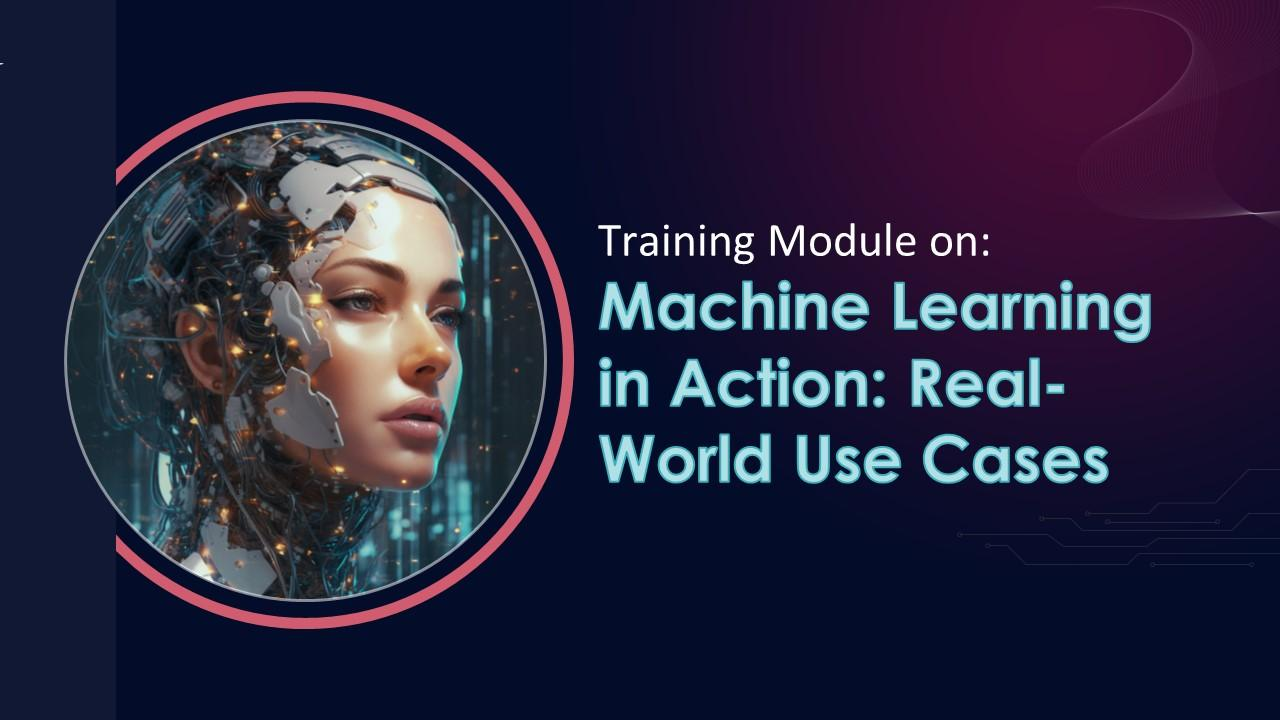 Training Module on:
Machine Learning
in Action: Real-
World Use Cases